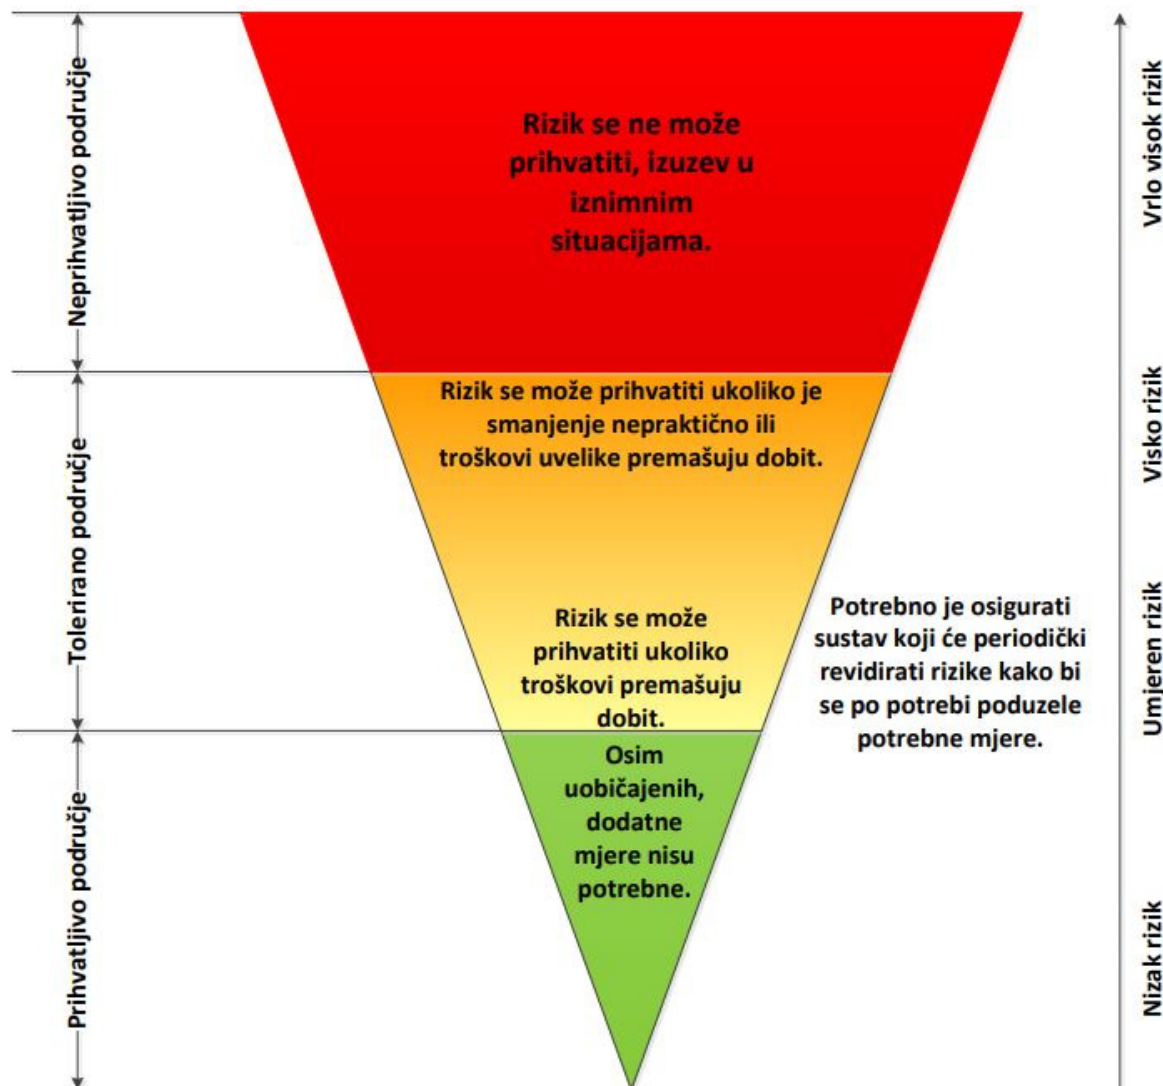 Neprihvatljivo područje
Tolerirano područje
Prihvatljivo područje
Rizik se ne može
prihvatiti, izuzev u
iznimnim
situacijama.
Rizik se može prihvatiti ukoliko je
smanjenje nepraktično ili
troškovi uvelike premašuju dobit.
Rizik se može
prihvatiti ukoliko
troškovi premašuju
dobit.
Osim
uobičajenih,
dodatne
mjere nisu
potrebne.
Potrebno je osigurati
sustav koji će periodički
revidirati rizike kako bi
se po potrebi poduzele
potrebne mjere.
Vrlo visok rizik
Visko rizik
Umjeren rizik
Nizak rizik